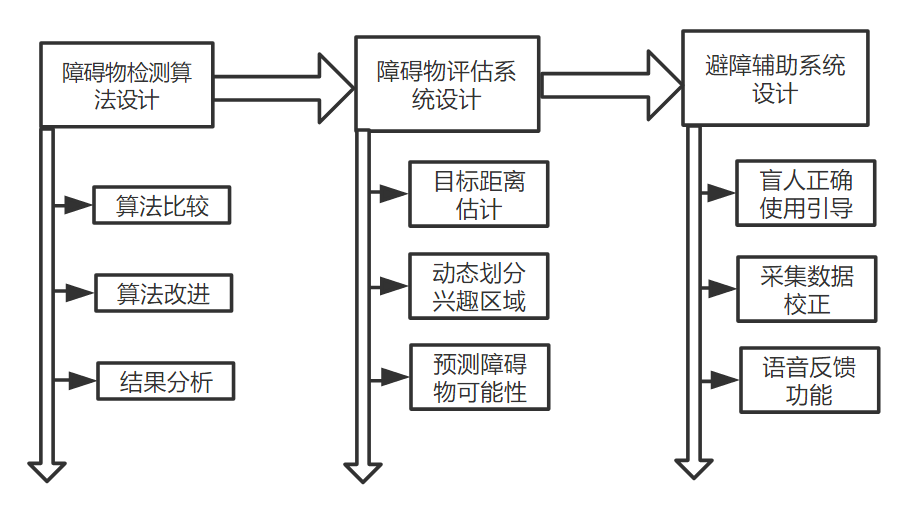 障碍物检测算
法设计
算法比较
算法改进
结果分析
障碍物评估系
统设计
目标距离
估计
动态划分
兴趣区域
预测障碍
物可能性
避障辅助系统
设计
盲人正确
使用引导
采集数据
校正
语音反馈
功能